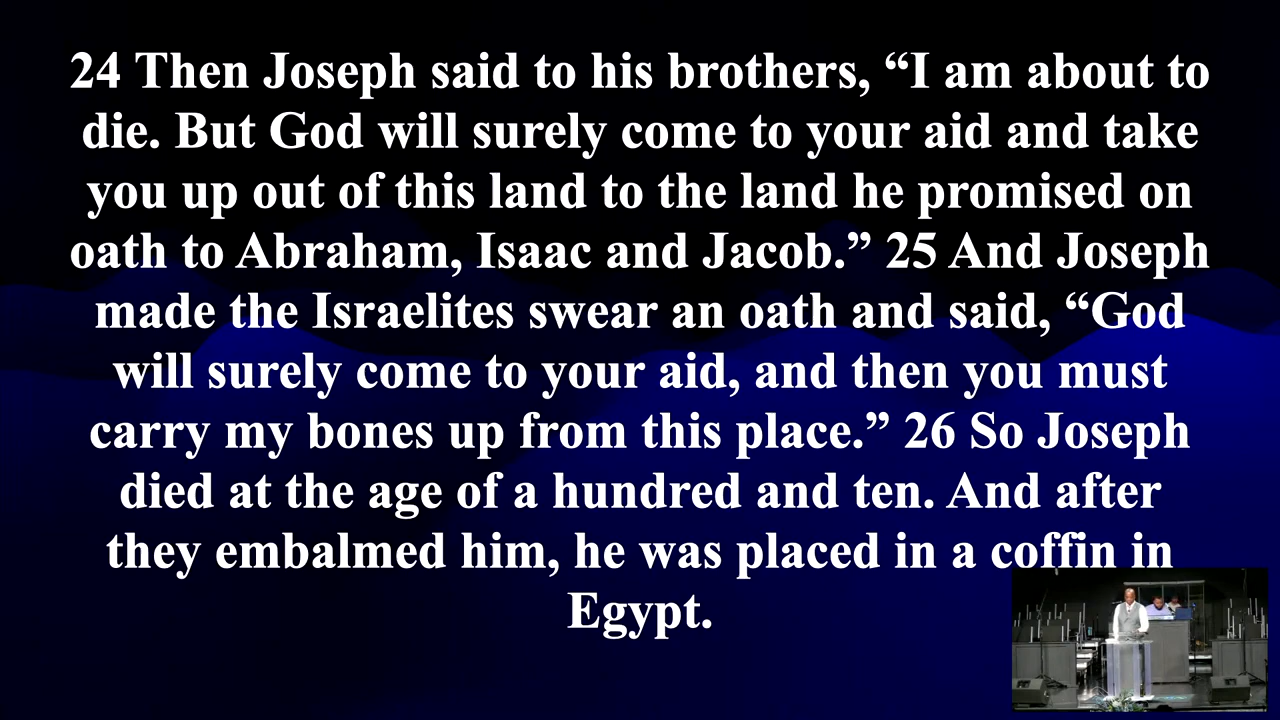 24 Then Joseph said to his brothers, “I am about to
die. But God will surely come to your aid and take
you up out of this land to the land he promised on
oath to Abraham, Isaac and Jacob.” 25 And Joseph
made the Israelites swear an oath and said, “God
will surely come to your aid, and then you must
carry my bones up from this place.” 26 So Joseph
died at the age of a hundred and ten. And after
they embalmed him, he was placed in a coffin in
Egypt.